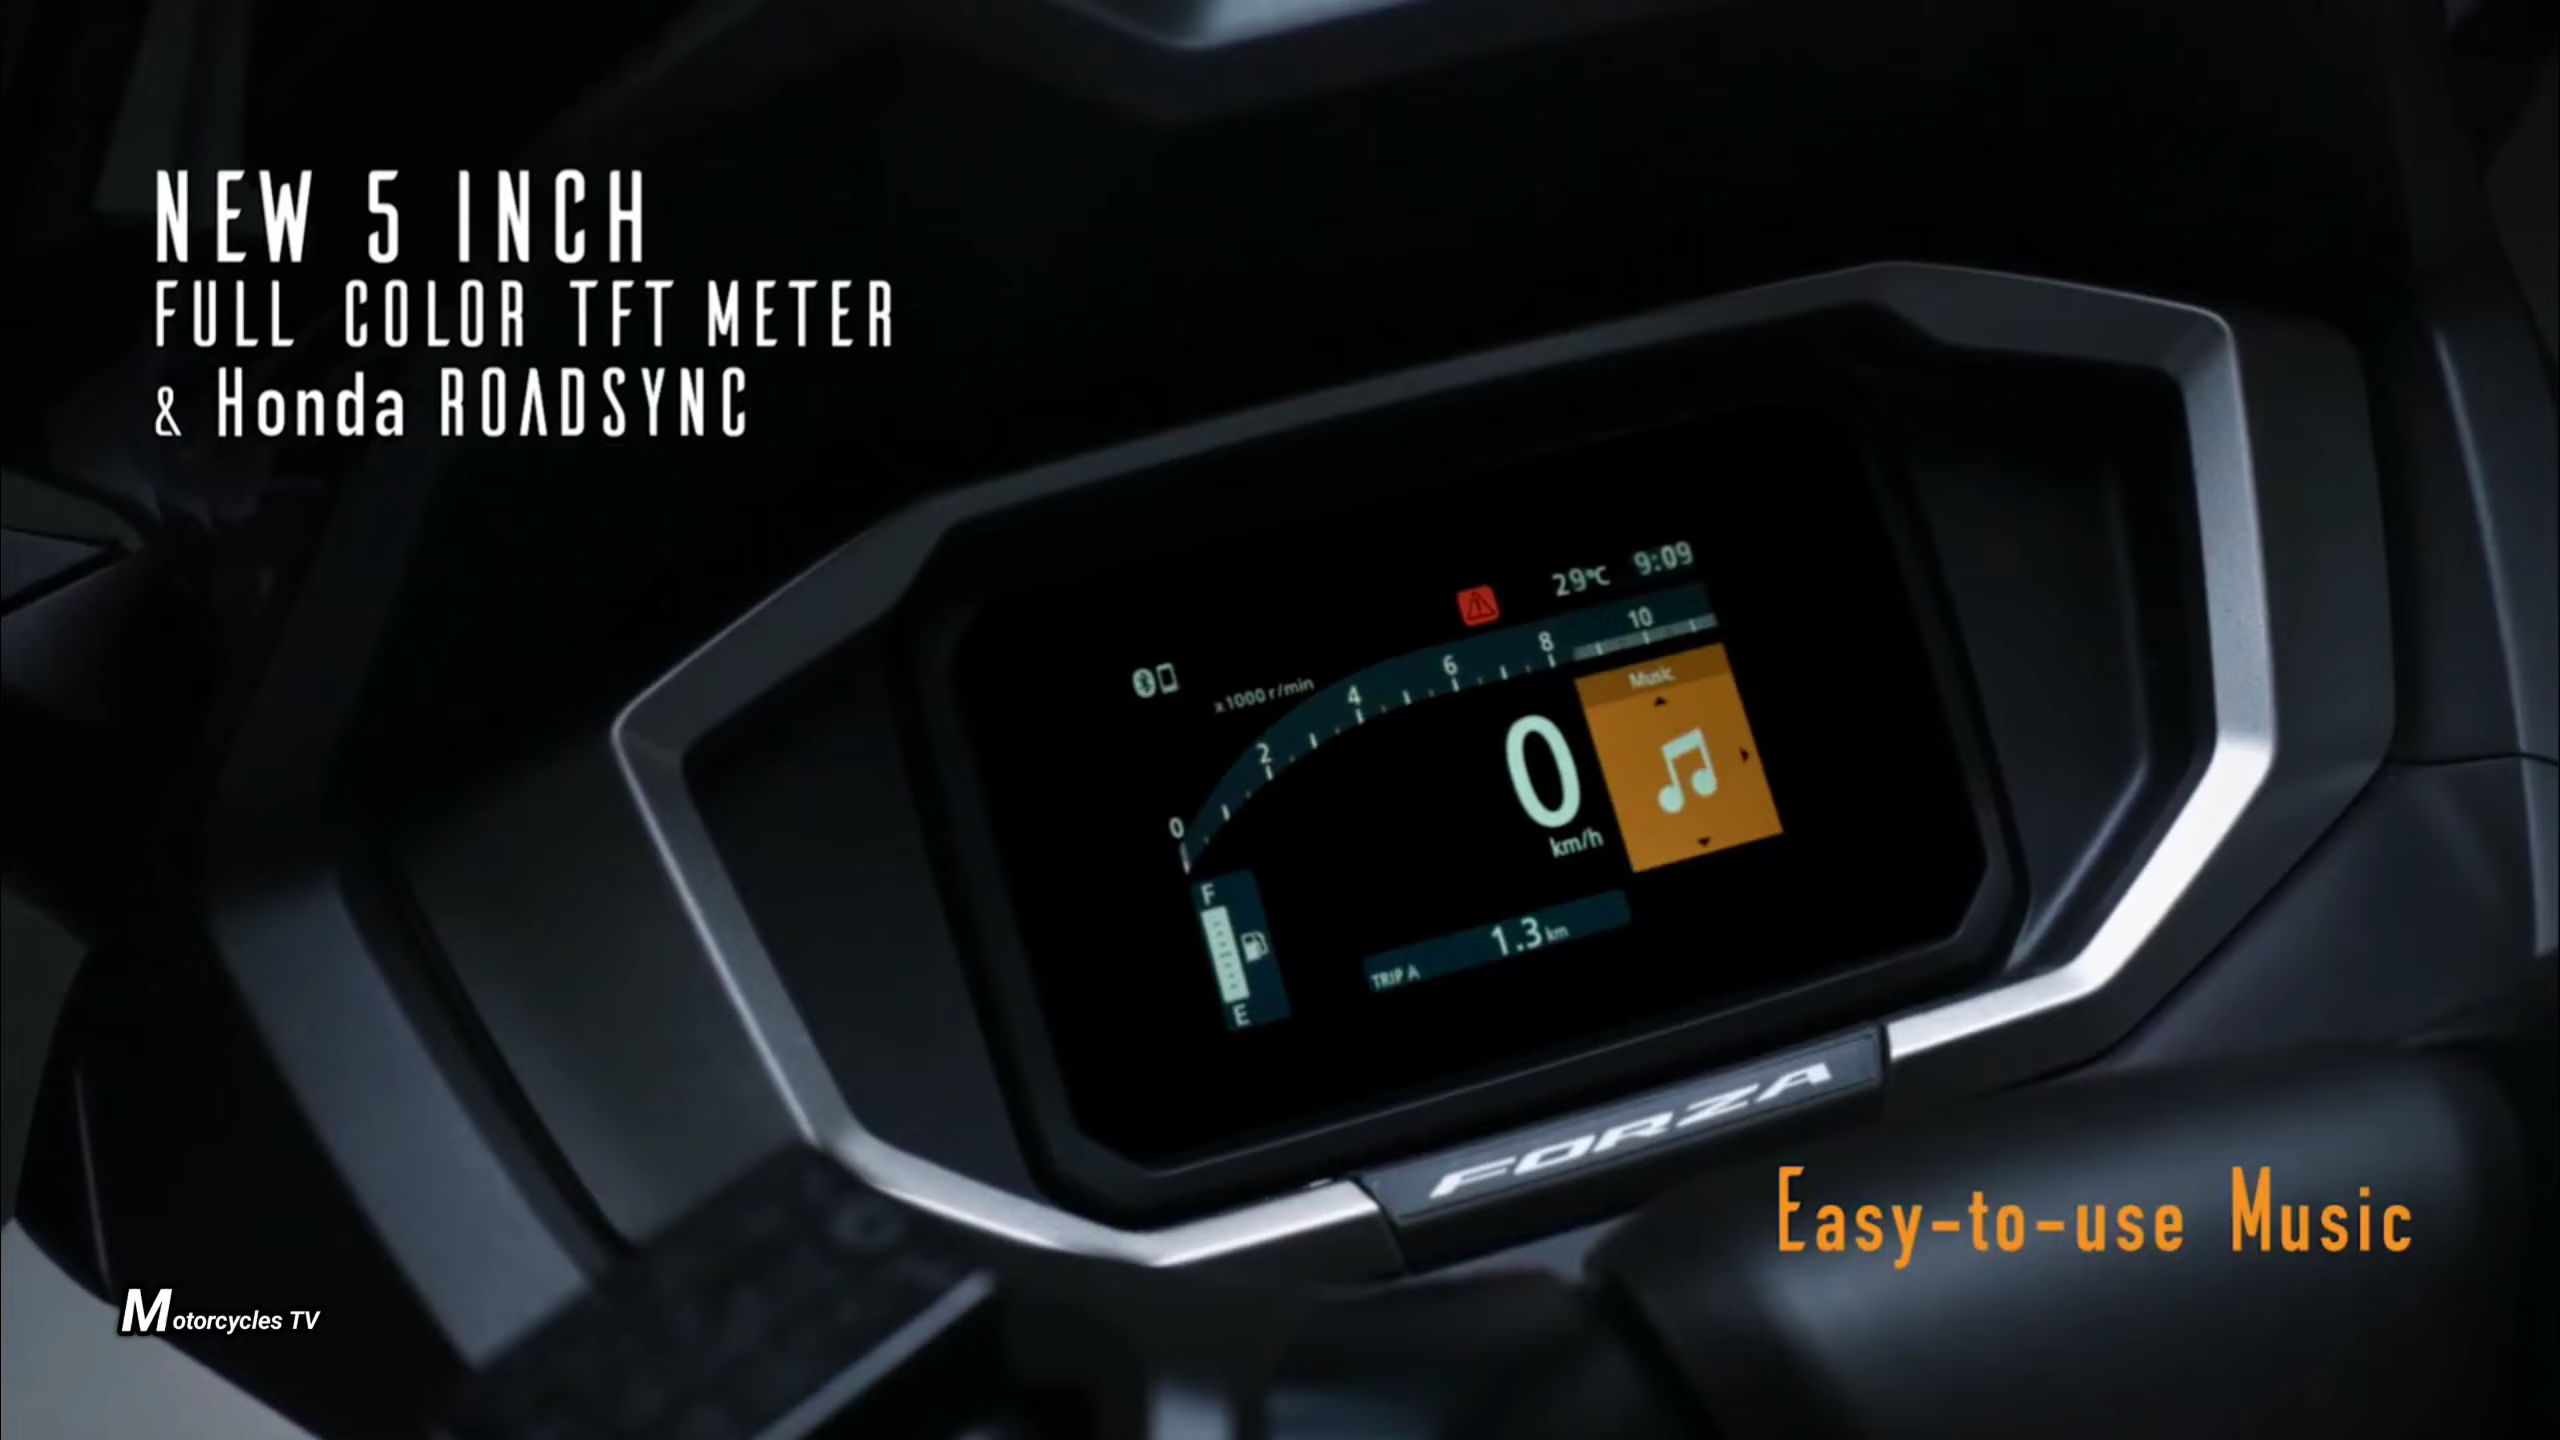 NEW 5 INCH
FULL COLOR TFT METER
& Honda ROADSYNC
29℃ 9:09
x1000 r/min
0 2 4 6 8 10
Music
0
km/h
F
E
TRIP A 1.3 km
FORZA
Easy-to-use Music
Motorcycles TV